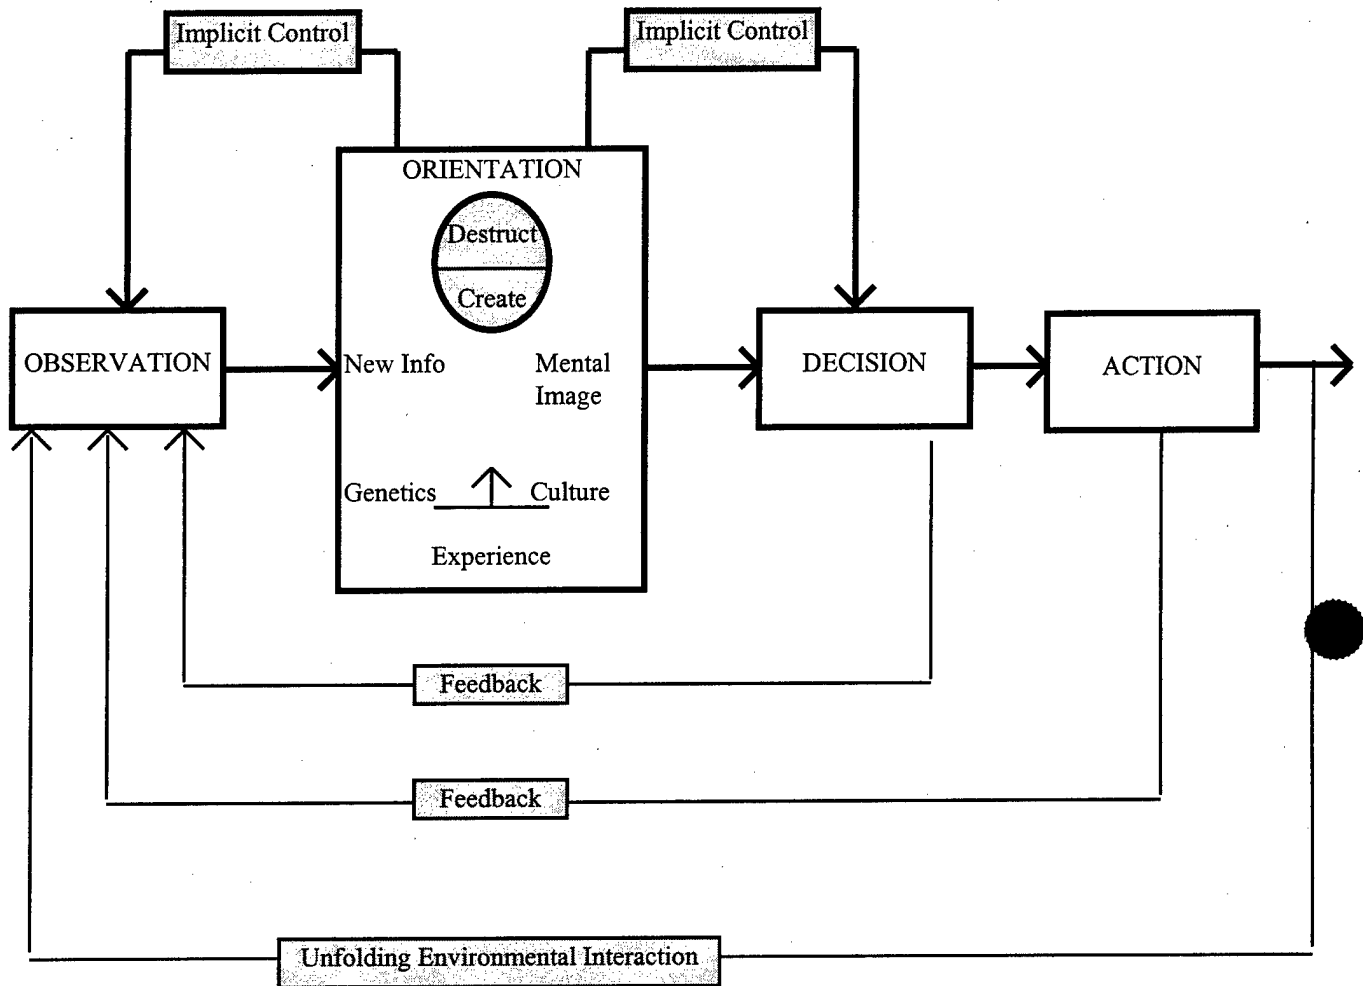 Implicit Control
Implicit Control
ORIENTATION
Destruct
Create
OBSERVATION
New Info
Mental
Image
DECISION
ACTION
Genetics
Culture
Experience
Feedback
Feedback
Unfolding Environmental Interaction